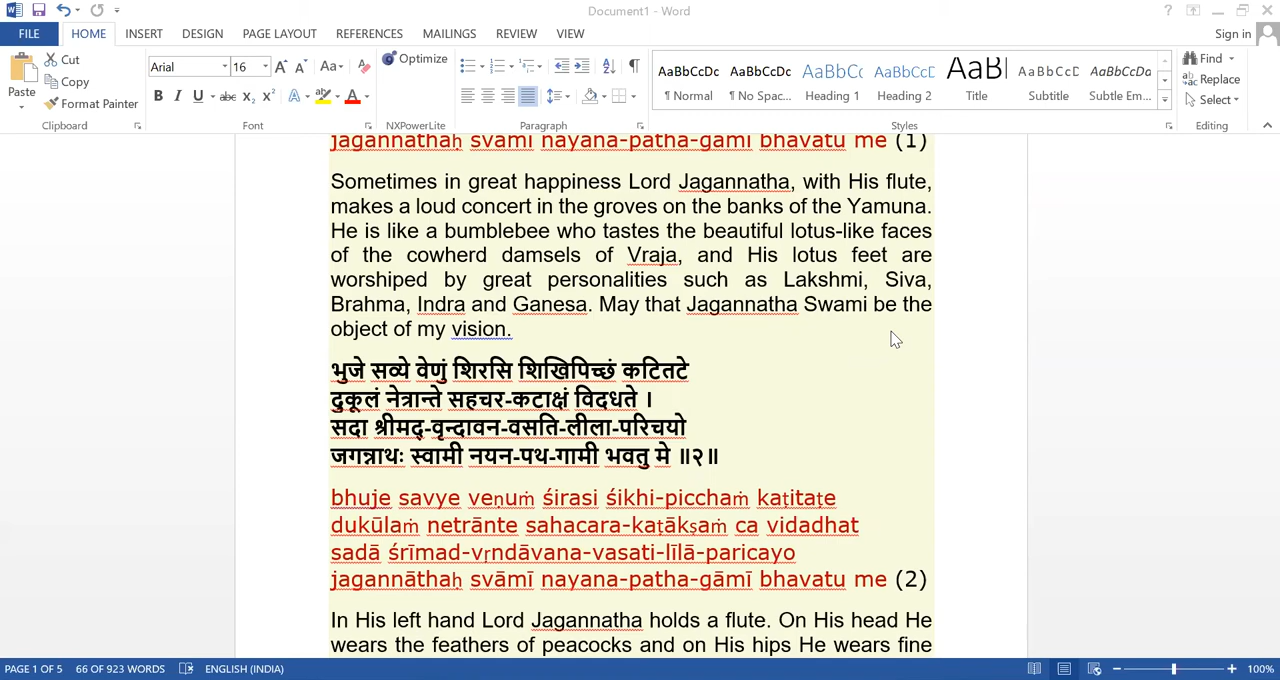 Document1 - Word
Sign in
FILE HOME INSERT DESIGN PAGE LAYOUT REFERENCES MAILINGS REVIEW VIEW
Paste
Cut
Copy
Format Painter
Clipboard
Arial 16
Font
Optimize
NXPowerLite
Paragraph
AaBbCcDc AaBbCcDc AaBbCc AaBbCcDc AaB AaBbCcDc AaBbCcDa
¶ Normal ¶ No Spac... Heading 1 Heading 2 Title Subtitle Subtle Em...
Styles
Find
Replace
Select
Editing
jagannāthaḥ svāmī nayana-patha-gāmī bhavatu me (1)
Sometimes in great happiness Lord Jagannatha, with His flute,
makes a loud concert in the groves on the banks of the Yamuna.
He is like a bumblebee who tastes the beautiful lotus-like faces
of the cowherd damsels of Vraja, and His lotus feet are
worshiped by great personalities such as Lakshmi, Siva,
Brahma, Indra and Ganesa. May that Jagannatha Swami be the
object of my vision.
भुजे सव्ये वेणुं शिरसि शिखिपिच्छं कटितटे
दुकूलं नेत्रान्ते सहचर-कटाक्षं विदधते ।
सदा श्रीमद्-वृन्दावन-वसति-लीला-परिचयो
जगन्नाथः स्वामी नयन-पथ-गामी भवतु मे ॥२॥
bhuje savye veṇuṁ śirasi śikhi-picchaṁ kaṭitaṭe
dukūlaṁ netrānte sahacara-kaṭākṣaṁ ca vidadhat
sadā śrīmad-vṛndāvana-vasati-līlā-paricayo
jagannāthaḥ svāmī nayana-patha-gāmī bhavatu me (2)
In His left hand Lord Jagannatha holds a flute. On His head He
wears the feathers of peacocks and on His hips He wears fine
PAGE 1 OF 5 66 OF 923 WORDS ENGLISH (INDIA) 100%